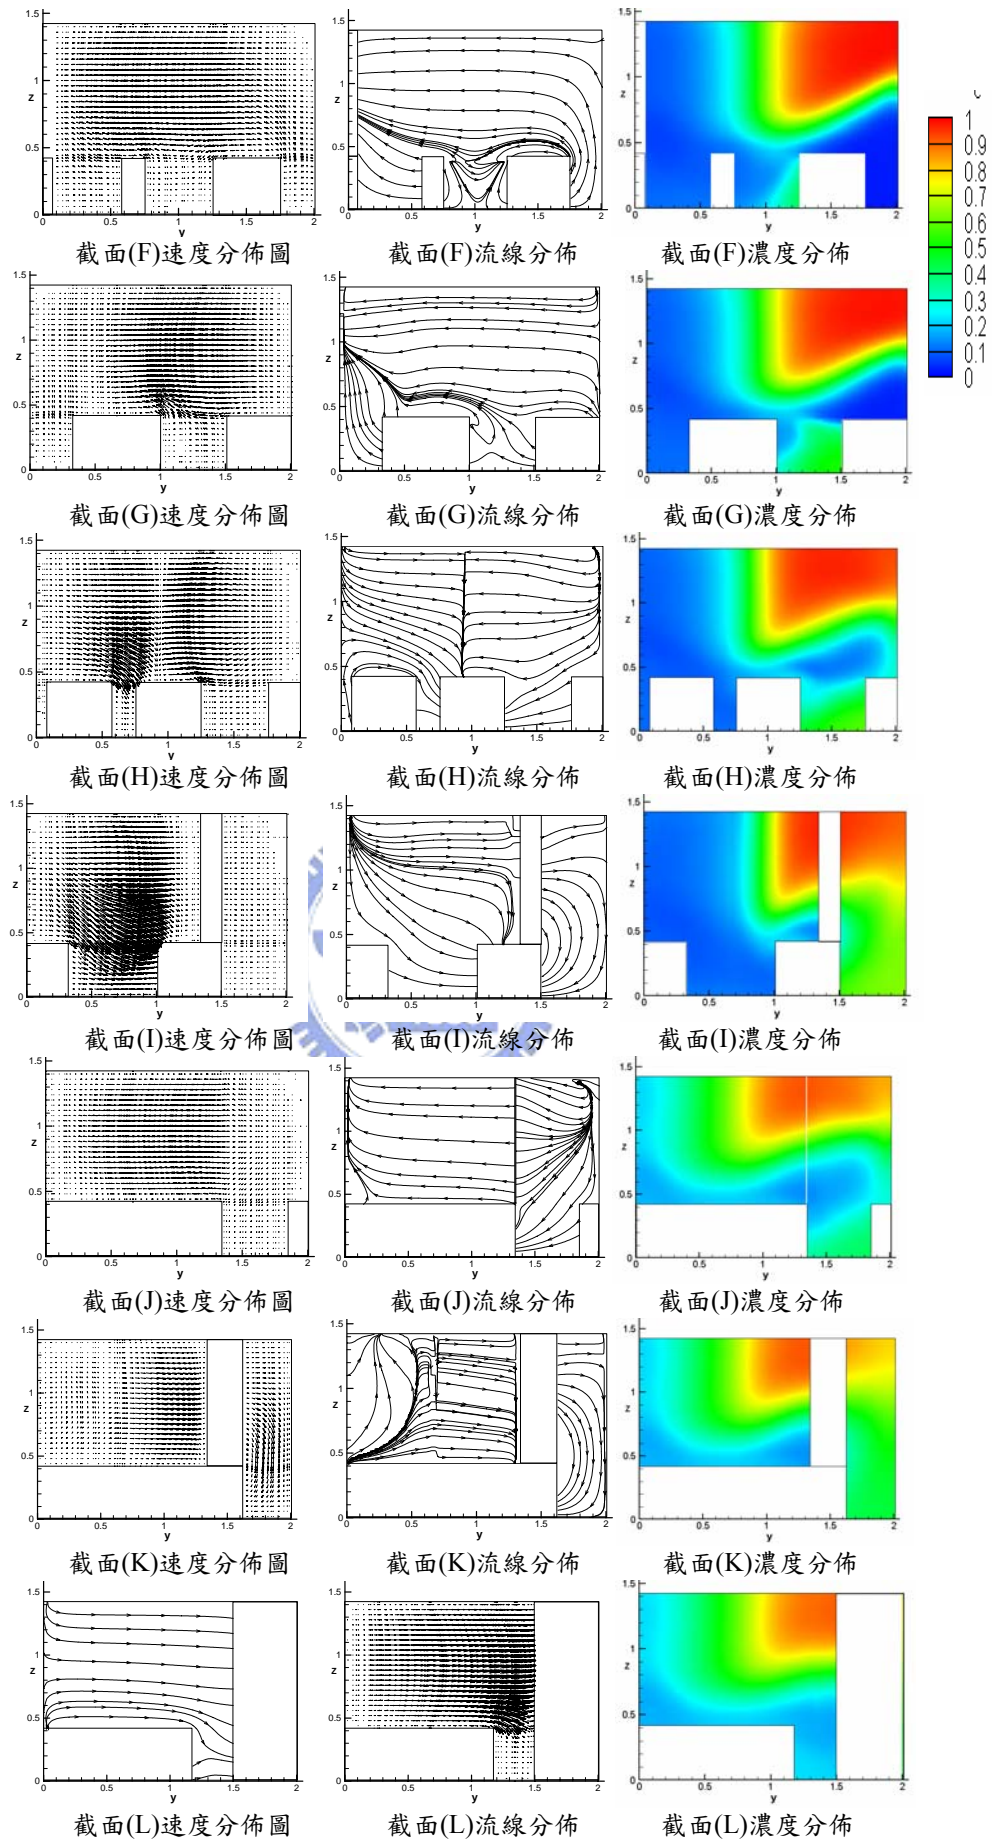 截面(F)速度分佈圖 截面(F)流線分佈 截面(F)濃度分佈
截面(G)速度分佈圖 截面(G)流線分佈 截面(G)濃度分佈
截面(H)速度分佈圖 截面(H)流線分佈 截面(H)濃度分佈
截面(I)速度分佈圖 截面(I)流線分佈 截面(I)濃度分佈
截面(J)速度分佈圖 截面(J)流線分佈 截面(J)濃度分佈
截面(K)速度分佈圖 截面(K)流線分佈 截面(K)濃度分佈
截面(L)速度分佈圖 截面(L)流線分佈 截面(L)濃度分佈
1
0.9
0.8
0.7
0.6
0.5
0.4
0.3
0.2
0.1
0